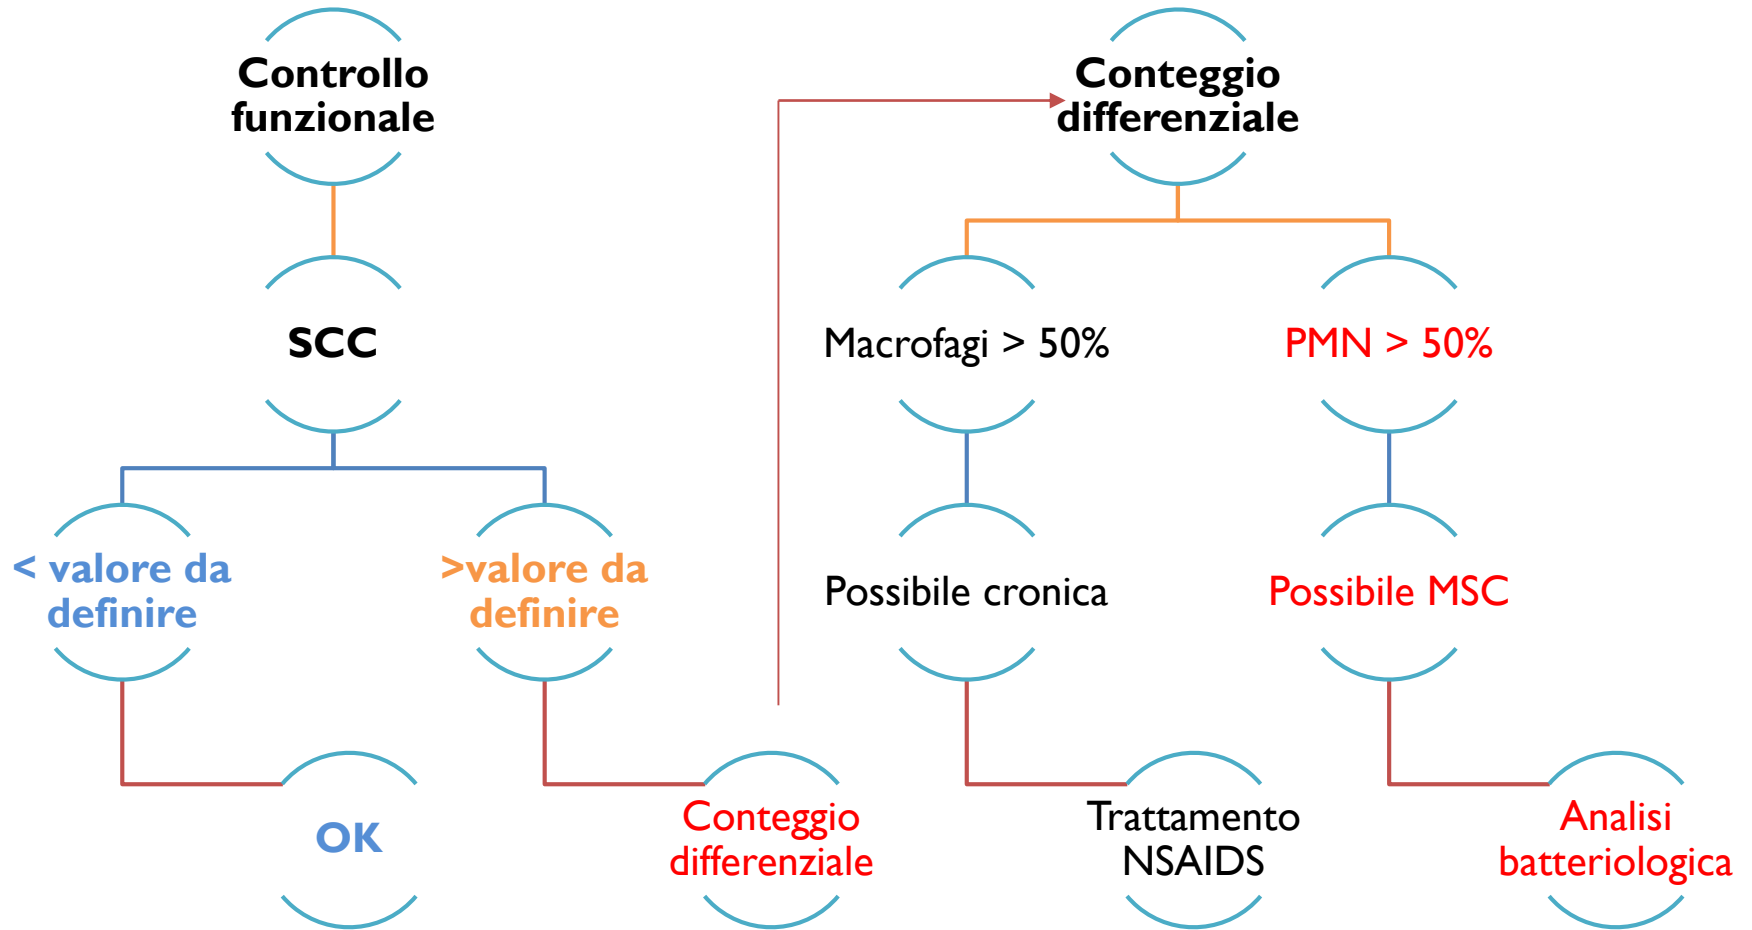 Controllo
funzionale
SCC
< valore da
definire
>valore da
definire
OK
Conteggio
differenziale
Conteggio
differenziale
Macrofagi > 50%
PMN > 50%
Possibile cronica
Possibile MSC
Trattamento
NSAIDS
Analisi
batteriologica